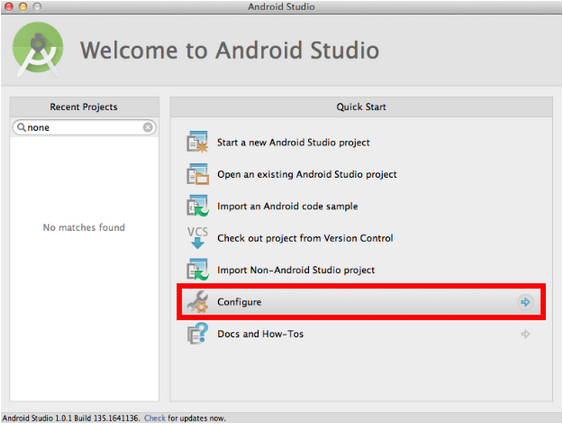 Android Studio
Welcome to Android Studio
Recent Projects
none
No matches found
Quick Start
Start a new Android Studio project
Open an existing Android Studio project
Import an Android code sample
VCS
Check out project from Version Control
Import Non-Android Studio project
Configure
Docs and How-Tos
Android Studio 1.0.1 Build 135.1641136. Check for updates now.